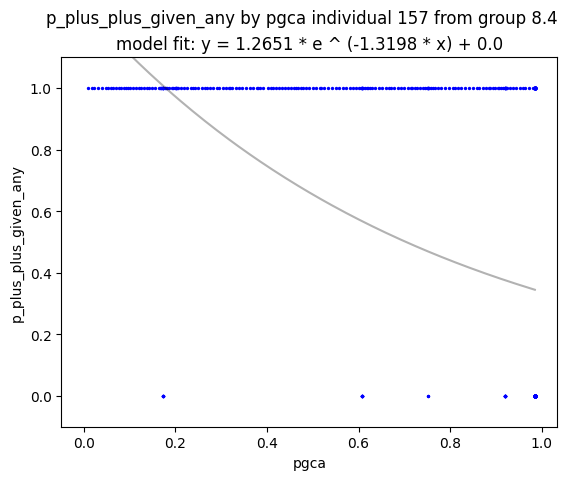 p_plus_plus_given_any by pgca individual 157 from group 8.4
model fit: y = 1.2651 * e ^ (-1.3198 * x) + 0.0
1.0
0.8
0.6
0.4
0.2
0.0
p_plus_plus_given_any
0.0 0.2 0.4 0.6 0.8 1.0
pgca